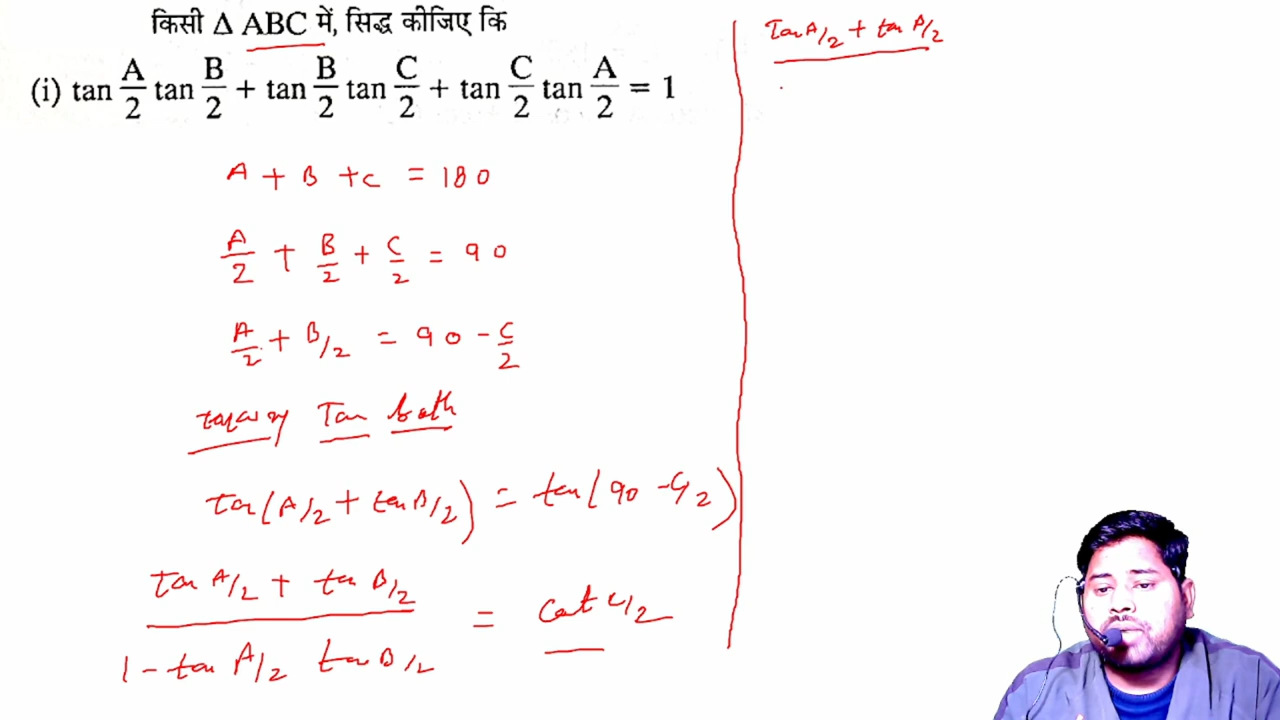 किसी Δ ABC में, सिद्ध कीजिए कि
(i) tan A/2 tan B/2 + tan B/2 tan C/2 + tan C/2 tan A/2 = 1
A + B + C = 180
A/2 + B/2 + C/2 = 90
A/2 + B/2 = 90 - C/2
Tan both
tan(A/2 + tan B/2) = tan(90 - C/2)
tan A/2 + tan B/2 / 1 - tan A/2 tan B/2 = cot C/2
Tan A/2 + tan A/2